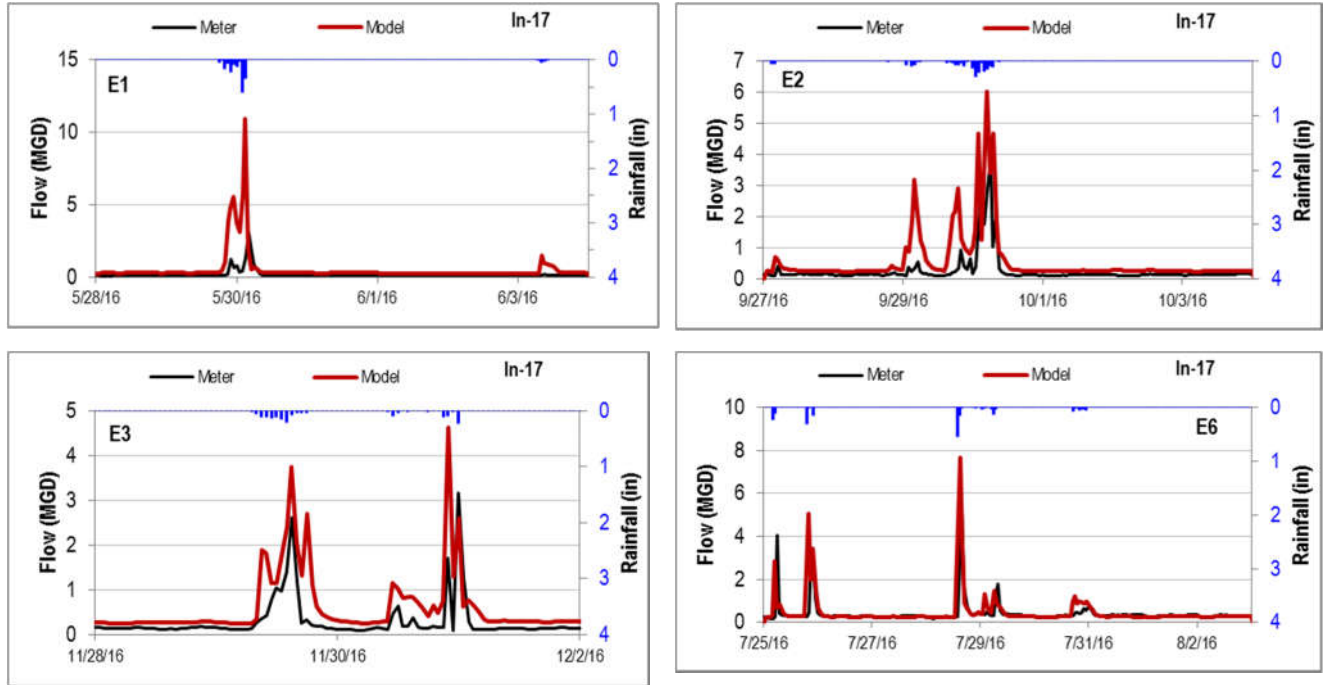 Meter Model In-17
E1
Flow (MGD)
15
10
5
0
Rainfall (in)
0
1
2
3
4
5/28/16 5/30/16 6/1/16 6/3/16
Meter Model In-17
E2
Flow (MGD)
7
6
5
4
3
2
1
0
Rainfall (in)
0
1
2
3
4
9/27/16 9/29/16 10/1/16 10/3/16
Meter Model In-17
E3
Flow (MGD)
5
4
3
2
1
0
Rainfall (in)
0
1
2
3
4
11/28/16 11/30/16 12/2/16
Meter Model In-17
E6
Flow (MGD)
10
8
6
4
2
0
Rainfall (in)
0
1
2
3
4
7/25/16 7/27/16 7/29/16 7/31/16 8/2/16